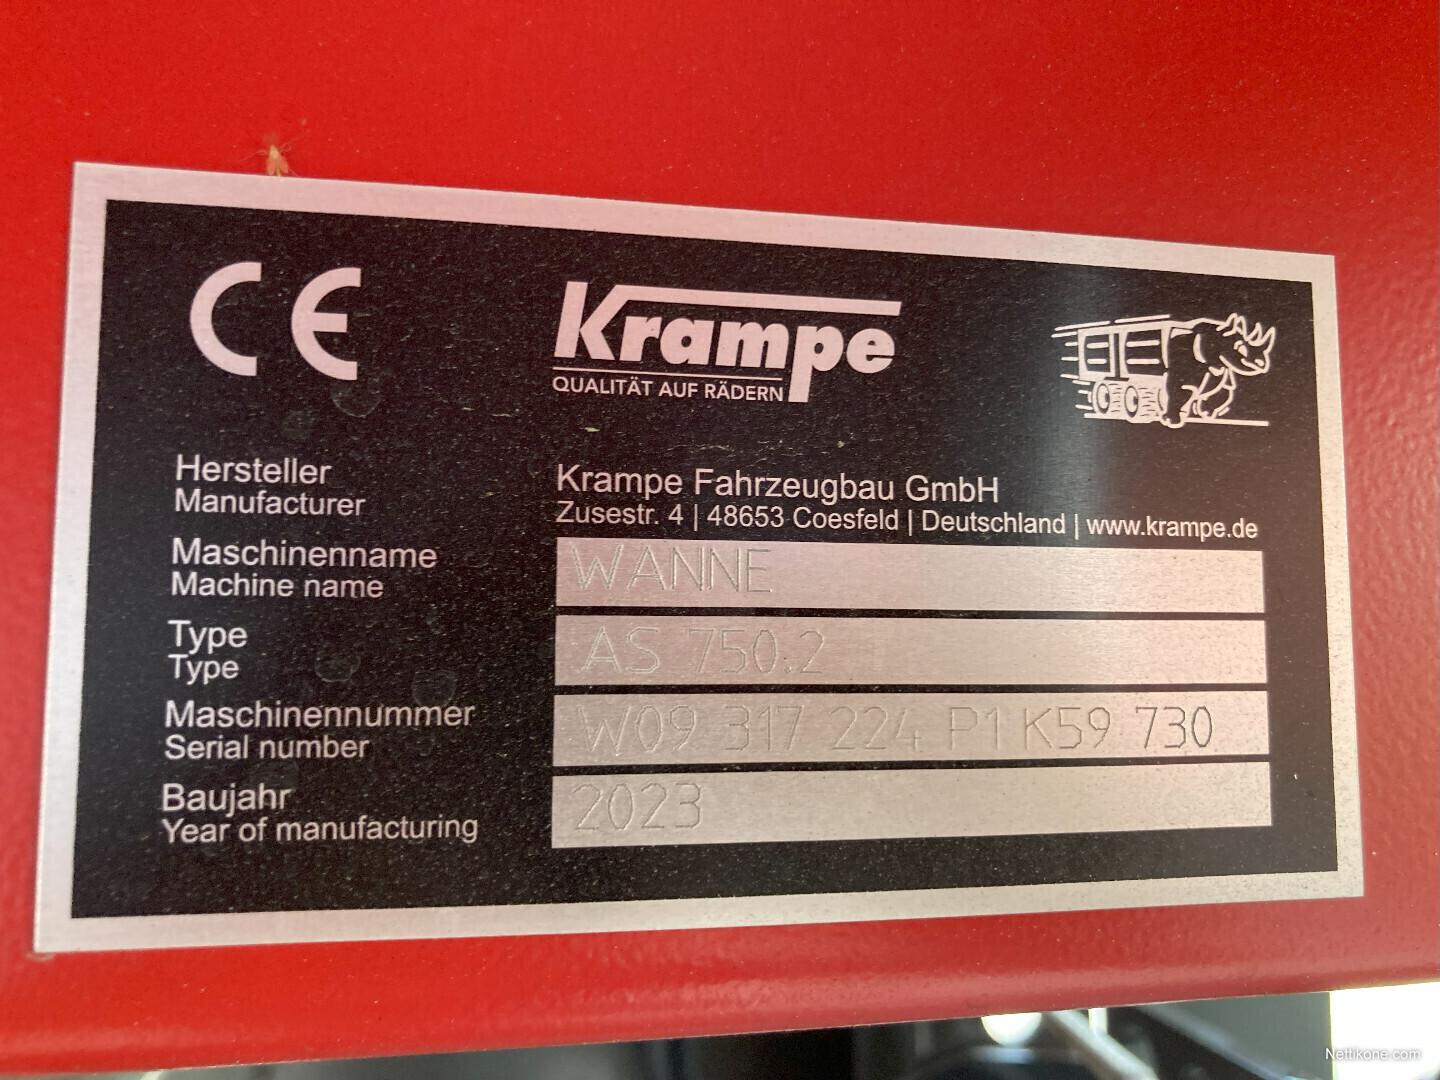 CE
Krampe
QUALITÄT AUF RÄDERN
Hersteller
Manufacturer
Krampe Fahrzeugbau GmbH
Zusestr. 4 | 48653 Coesfeld | Deutschland | www.krampe.de
Maschinenname
Machine name
WANNE
Type
Type
AS 750.2
Maschinennummer
Serial number
W09 317 224 P1 K59 730
Baujahr
Year of manufacturing
2023
Nettikone.com